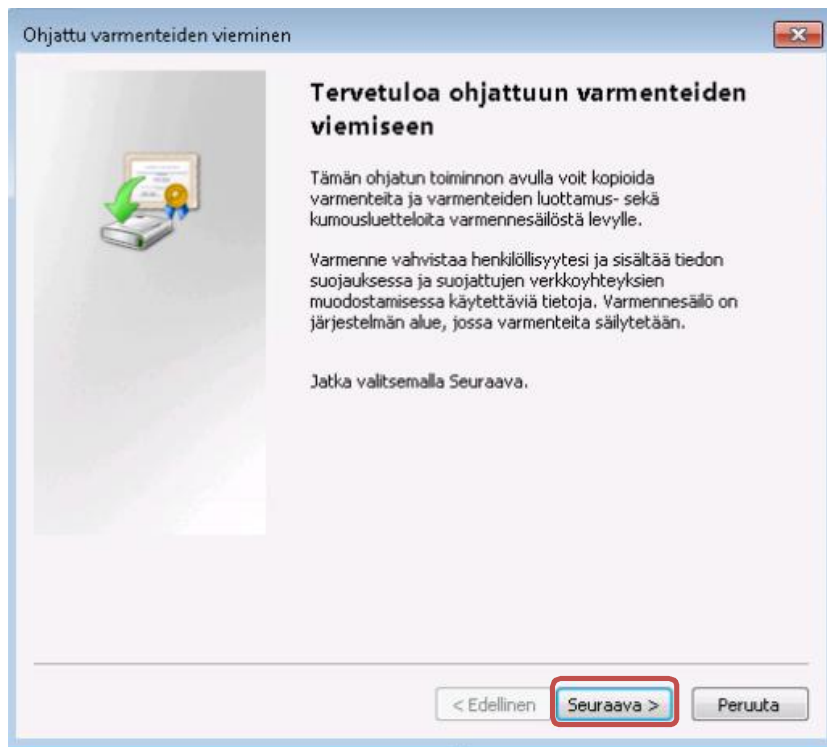 Ohjattu varmenteiden vieminen
Tervetuloa ohjattuun varmenteiden
viemiseen
Tämän ohjatun toiminnon avulla voit kopioida
varmenteita ja varmenteiden luottamus- sekä
kumousluetteloita varmennesäilöstä levylle.
Varmenne vahvistaa henkilöllisyytesi ja sisältää tiedon
suojauksessa ja suojattujen verkkoyhteyksien
muodostamisessa käytettäviä tietoja. Varmennesäilö on
järjestelmän alue, jossa varmenteita säilytetään.
Jatka valitsemalla Seuraava.
< Edellinen Seuraava > Peruuta